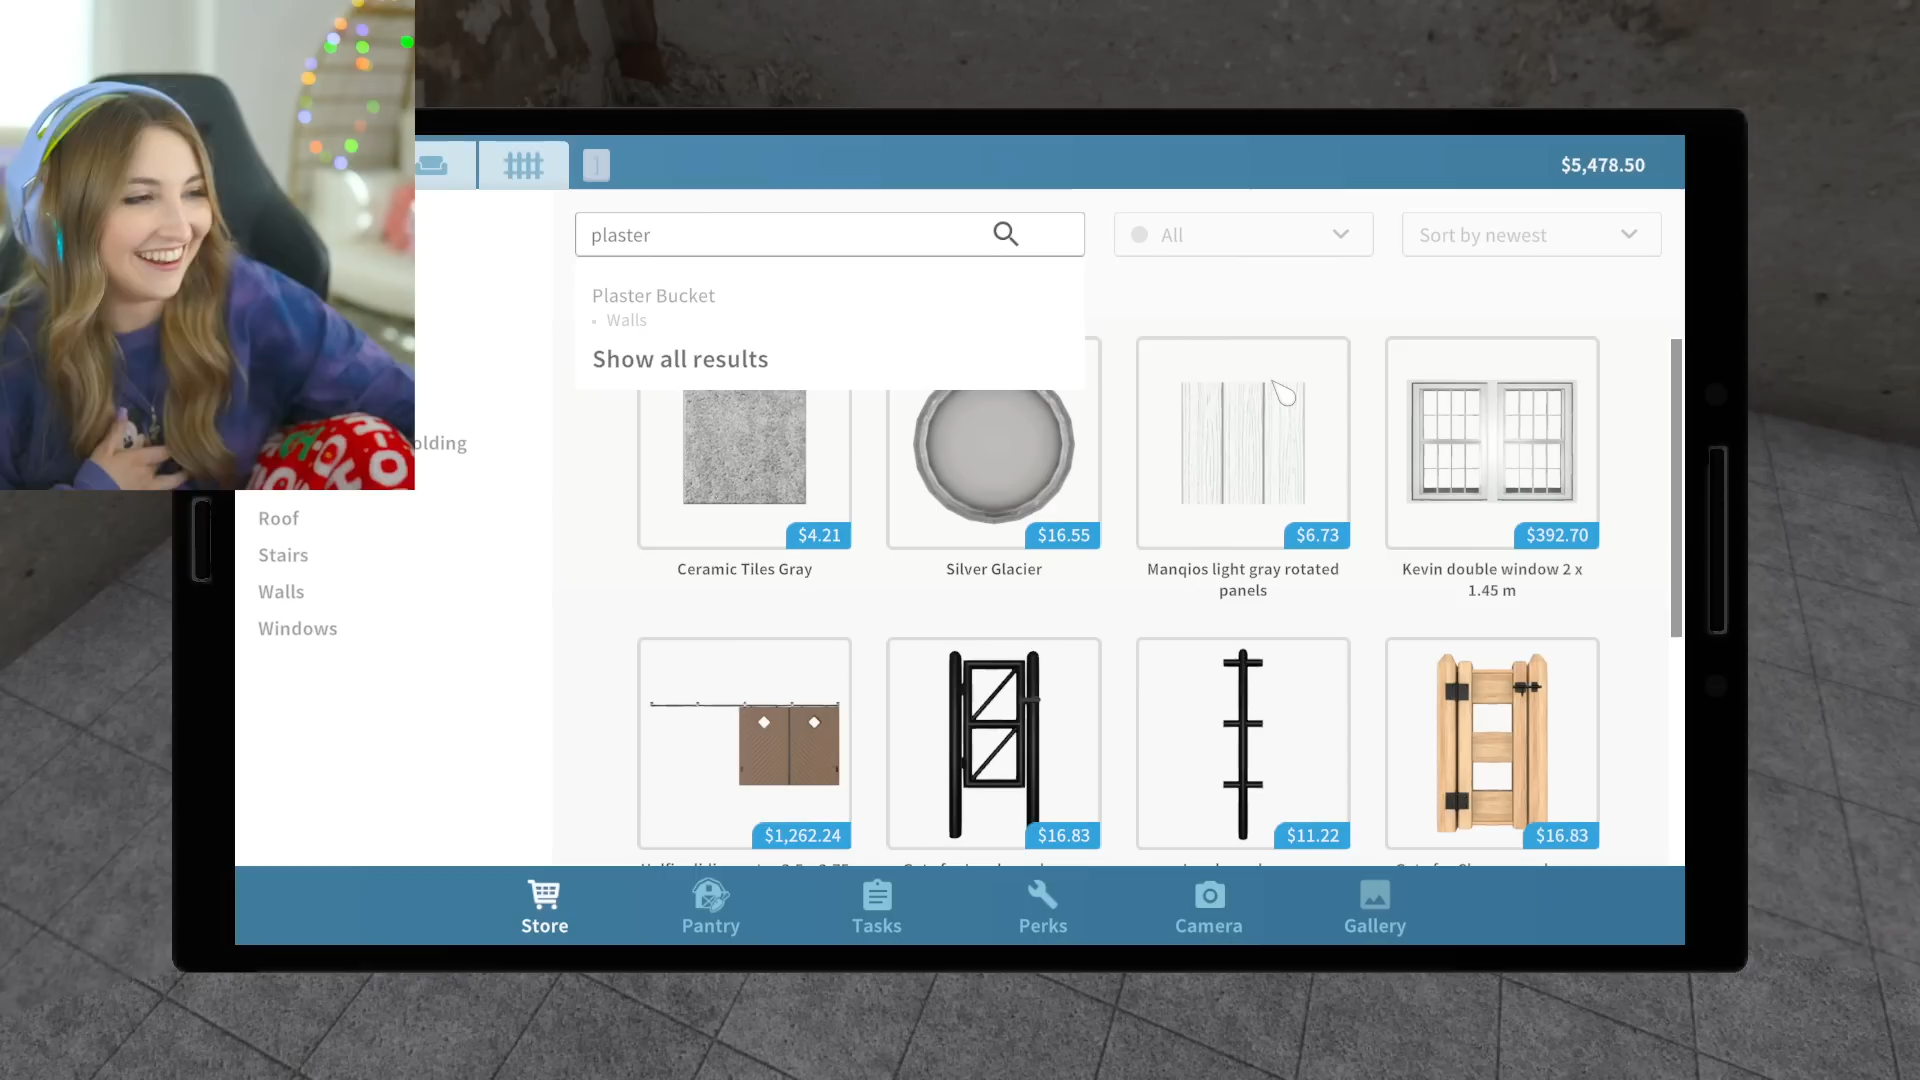 $5,478.50
plaster
All
Sort by newest
Plaster Bucket
Walls
Show all results
olding
Roof
Stairs
Walls
Windows
$4.21
$16.55
$6.73
$392.70
Ceramic Tiles Gray
Silver Glacier
Manqios light gray rotated
panels
Kevin double window 2 x
1.45 m
$1,262.24
$16.83
$11.22
$16.83
Store
Pantry
Tasks
Perks
Camera
Gallery